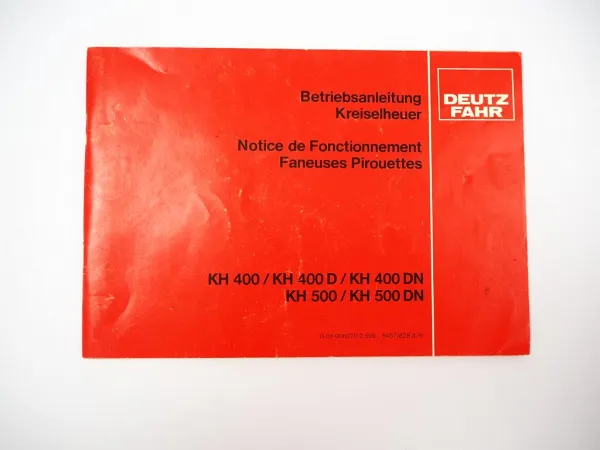 Betriebsanleitung
Kreiselheuer
Notice de Fonctionnement
Faneuses Pirouettes
DEUTZ
FAHR
KH 400 / KH 400 D / KH 400 DN
KH 500 / KH 500 DN